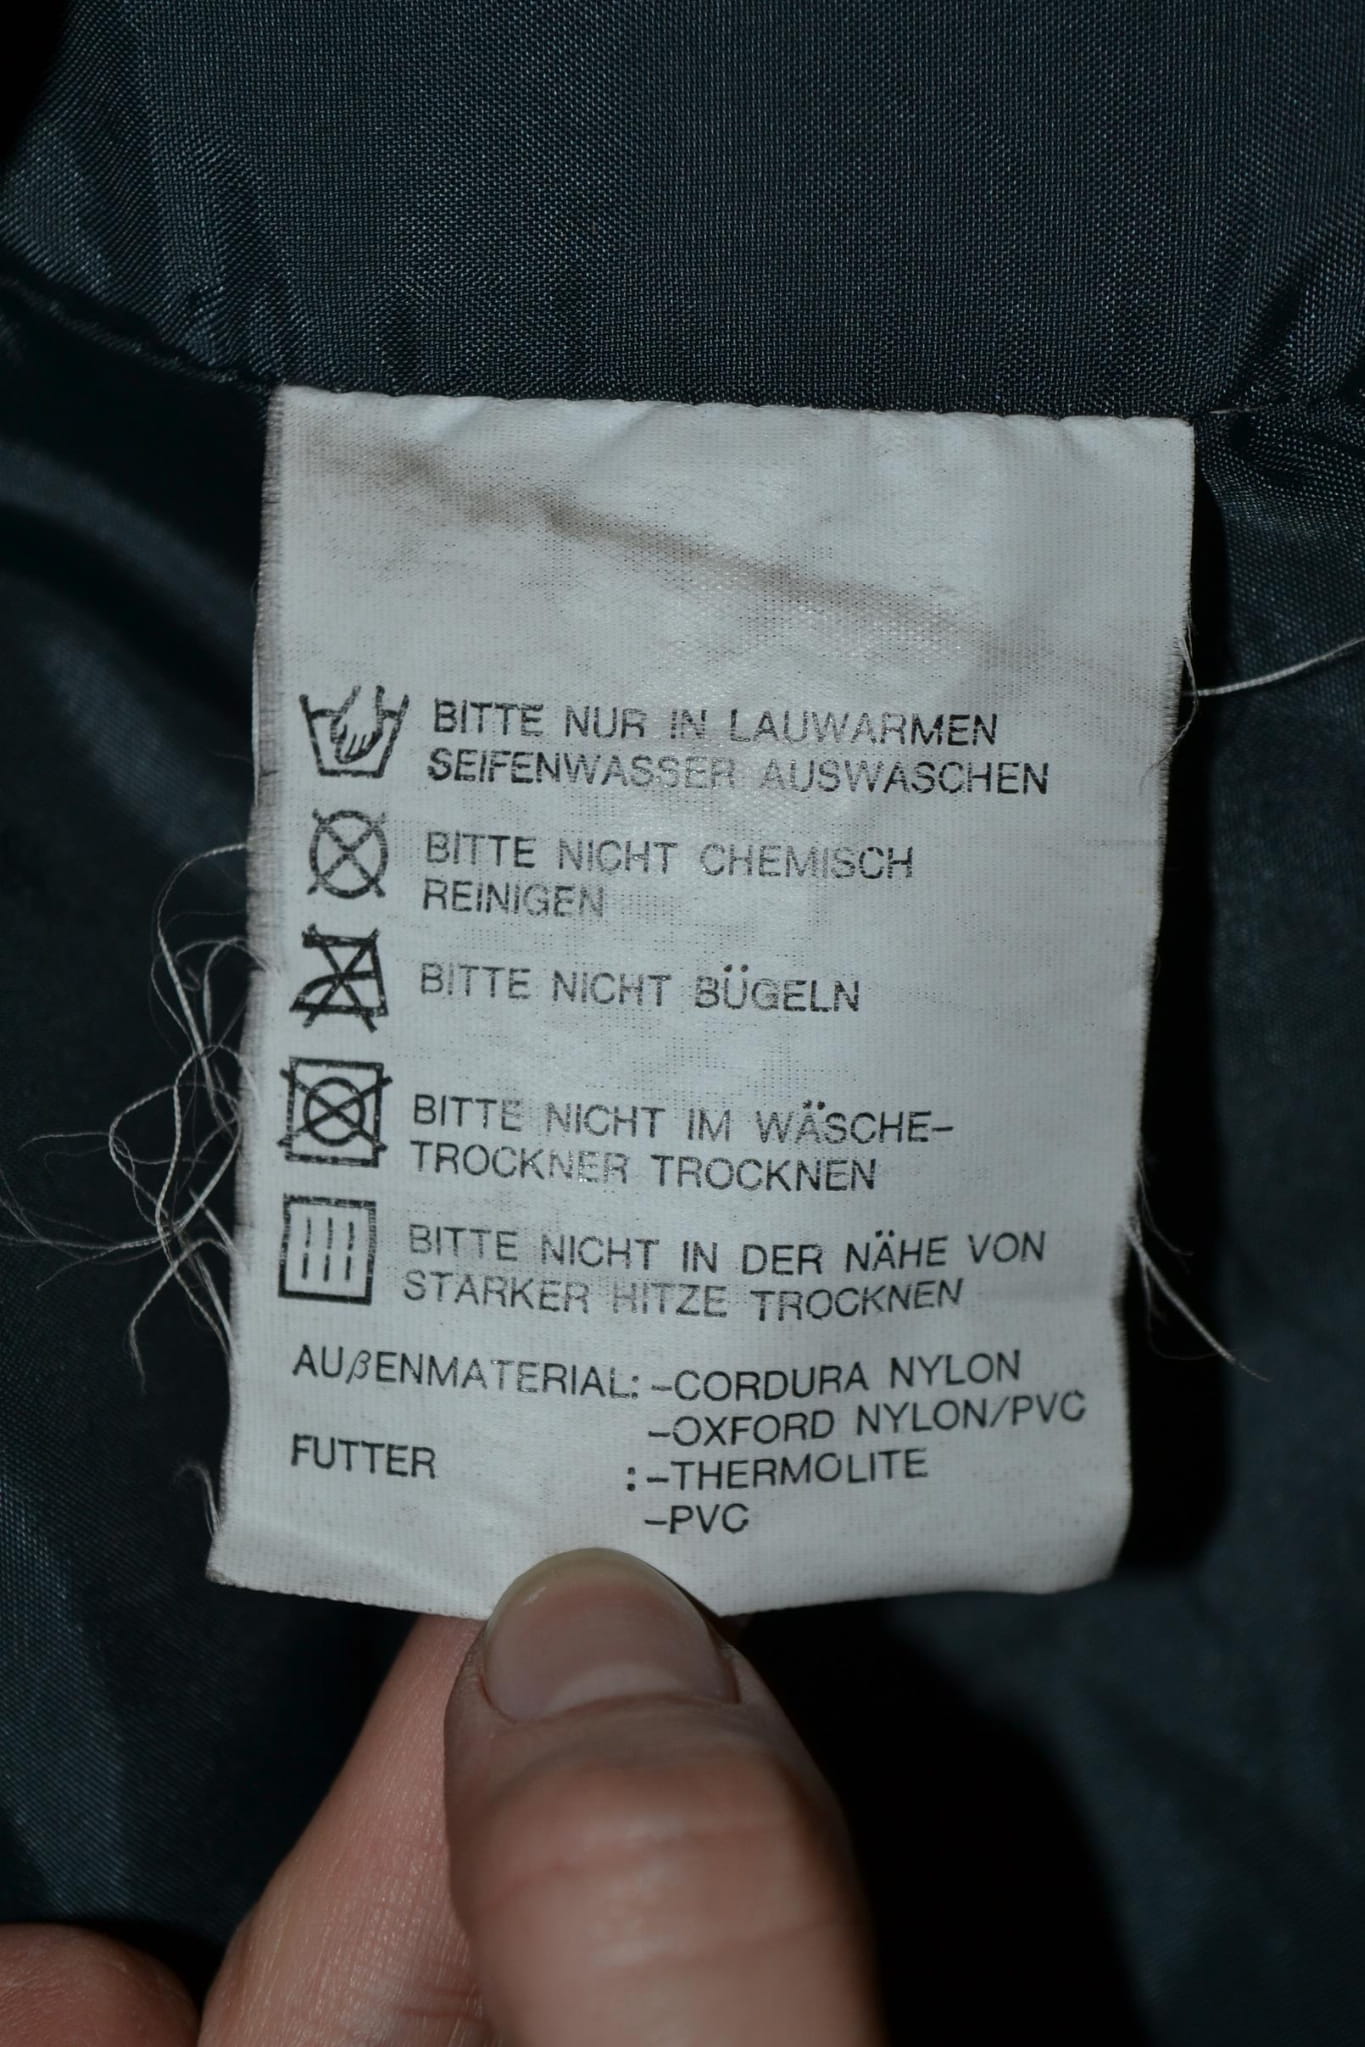 BITTE NUR IN LAUWARMEN
SEIFENWASSER AUSWASCHEN
BITTE NICHT CHEMISCH
REINIGEN
BITTE NICHT BÜGELN
BITTE NICHT IM WÄSCHE-
TROCKNER TROCKNEN
BITTE NICHT IN DER NÄHE VON
STARKER HITZE TROCKNEN
AUßENMATERIAL: -CORDURA NYLON
-OXFORD NYLON/PVC
FUTTER : -THERMOLITE
-PVC